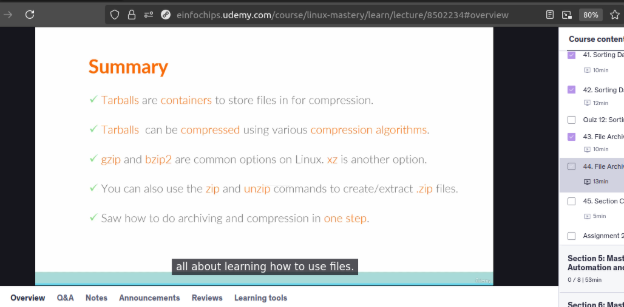 einfochips.udemy.com/course/linux-mastery/learn/lecture/8502234#overview
80%
Summary
Tarballs are containers to store files in for compression.
Tarballs can be compressed using various compression algorithms.
gzip and bzip2 are common options on Linux. xz is another option.
You can also use the zip and unzip commands to create/extract .zip files.
Saw how to do archiving and compression in one step.
all about learning how to use files.
Overview Q&A Notes Announcements Reviews Learning tools
Course conten
41. Sorting Da
10min
42. Sorting D
12min
Quiz 12: Sorti
43. File Archi
10min
44. File Archi
13min
45. Section C
5min
Assignment 2
Section 5: Mast
Automation and
0 / 8 | 53min
Section 6: Mast